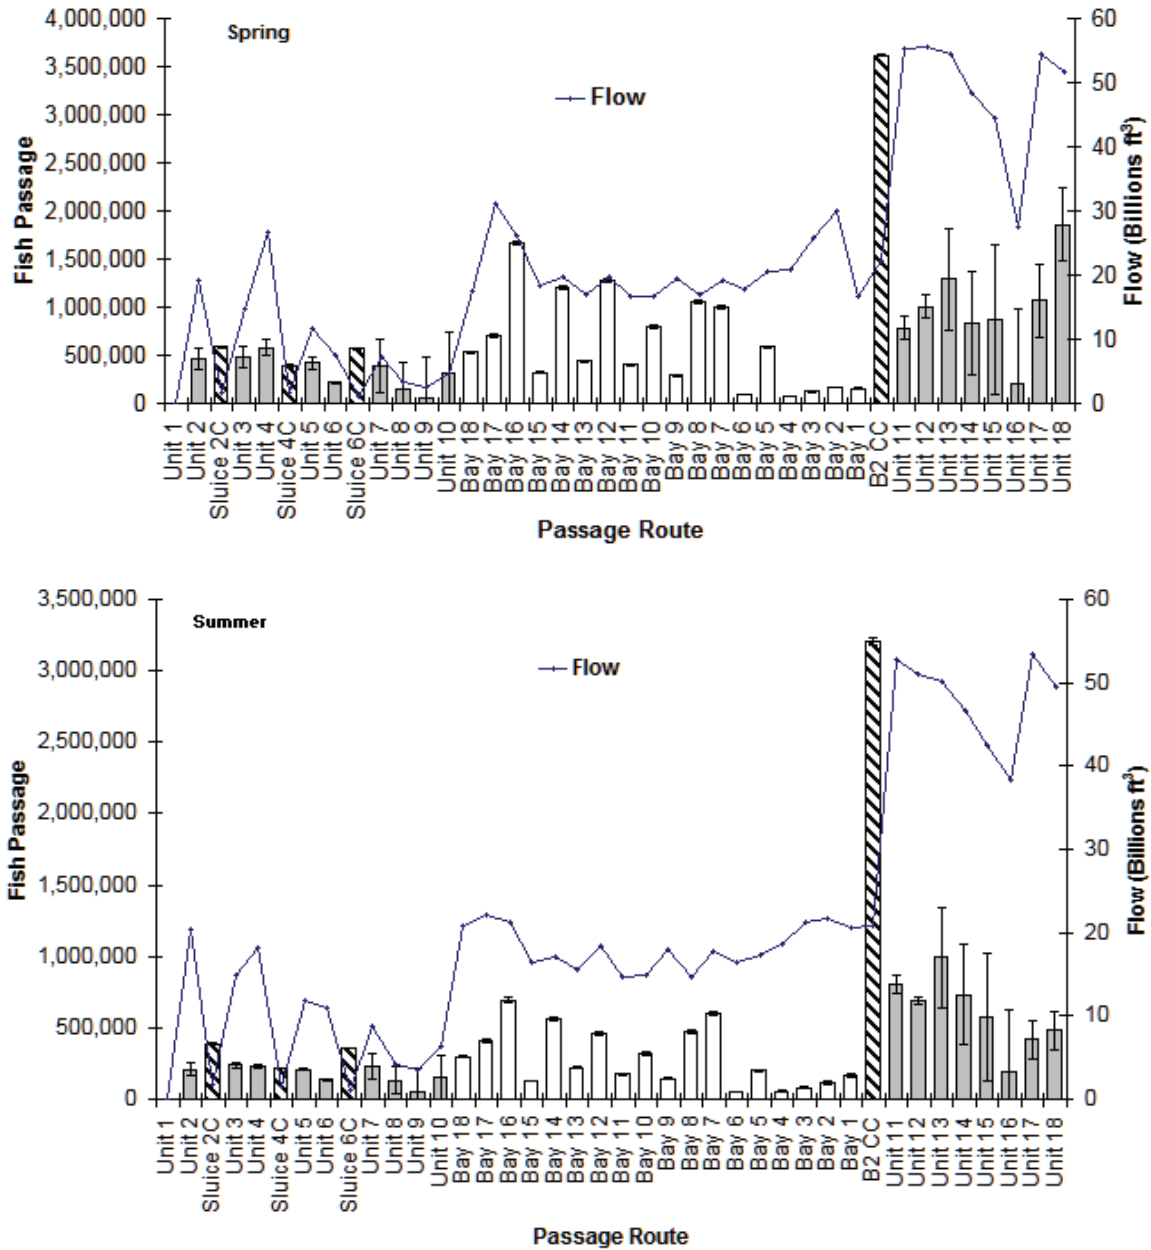 4,000,000
3,500,000
3,000,000
2,500,000
2,000,000
1,500,000
1,000,000
500,000
0
Fish Passage
Spring
Flow
60
50
40
30
20
10
0
Flow (Billions ft³)
Unit 1
Unit 2
Sluice 2C
Unit 3
Unit 4
Sluice 4C
Unit 5
Unit 6
Sluice 6C
Unit 7
Unit 8
Unit 9
Unit 10
Bay 18
Bay 17
Bay 16
Bay 15
Bay 14
Bay 13
Bay 12
Bay 11
Bay 10
Bay 9
Bay 8
Bay 7
Bay 6
Bay 5
Bay 4
Bay 3
Bay 2
Bay 1
B2 CC
Unit 11
Unit 12
Unit 13
Unit 14
Unit 15
Unit 16
Unit 17
Unit 18
Passage Route
3,500,000
3,000,000
2,500,000
2,000,000
1,500,000
1,000,000
500,000
0
Fish Passage
Summer
Flow
60
50
40
30
20
10
0
Flow (Billions ft³)
Unit 1
Unit 2
Sluice 2C
Unit 3
Unit 4
Sluice 4C
Unit 5
Unit 6
Sluice 6C
Unit 7
Unit 8
Unit 9
Unit 10
Bay 18
Bay 17
Bay 16
Bay 15
Bay 14
Bay 13
Bay 12
Bay 11
Bay 10
Bay 9
Bay 8
Bay 7
Bay 6
Bay 5
Bay 4
Bay 3
Bay 2
Bay 1
B2 CC
Unit 11
Unit 12
Unit 13
Unit 14
Unit 15
Unit 16
Unit 17
Unit 18
Passage Route